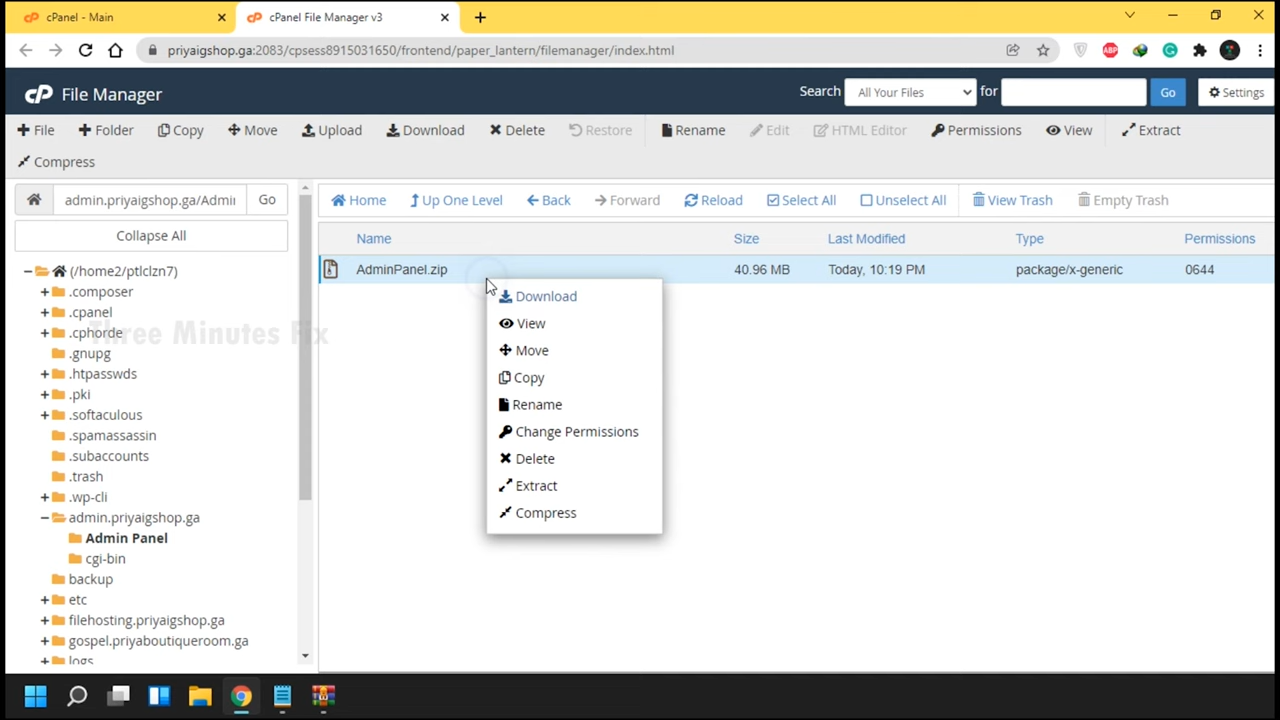 cPanel - Main
cPanel File Manager v3
priyaigshop.ga:2083/cpsess8915031650/frontend/paper_lantern/filemanager/index.html
ABP
cP File Manager
Search All Your Files for Go Settings
File Folder Copy Move Upload Download Delete Restore Rename Edit HTML Editor Permissions View Extract
Compress
admin.priyaigshop.ga/Admi Go
Home Up One Level Back Forward Reload Select All Unselect All View Trash Empty Trash
Collapse All
Name Size Last Modified Type Permissions
AdminPanel.zip 40.96 MB Today, 10:19 PM package/x-generic 0644
(/home2/ptlclzn7)
.composer
.cpanel
.cphorde
.gnupg
.htpasswds
.pki
.softaculous
.spamassassin
.subaccounts
.trash
.wp-cli
admin.priyaigshop.ga
Admin Panel
cgi-bin
backup
etc
filehosting.priyaigshop.ga
gospel.priyaboutiqueroom.ga
logs
Three Minutes Fix
Download
View
Move
Copy
Rename
Change Permissions
Delete
Extract
Compress